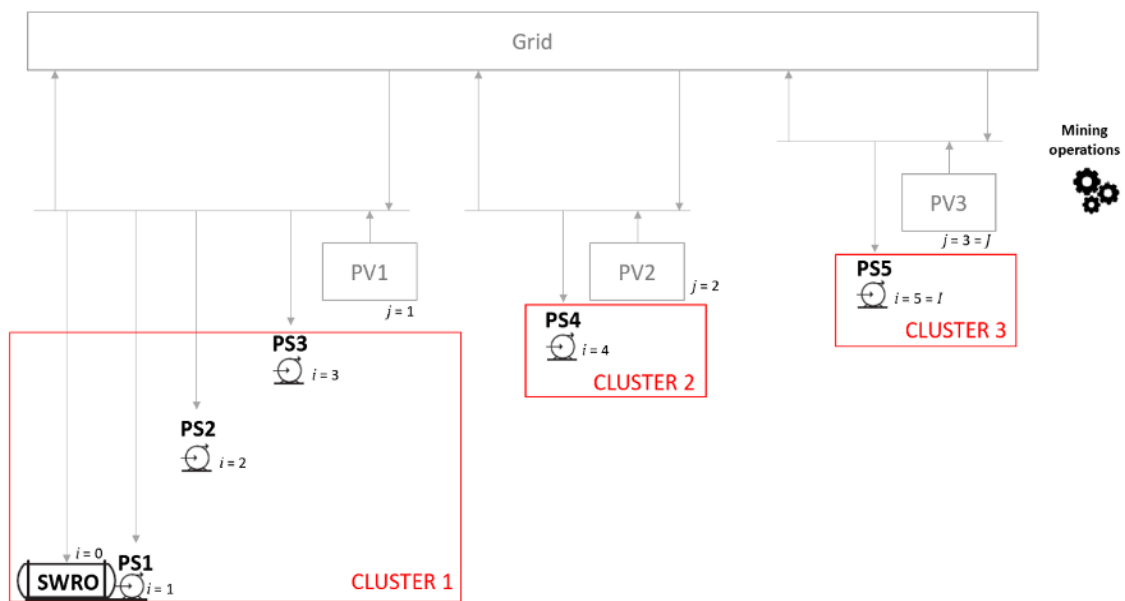 Grid
Mining
operations
PV3
j = 3 = J
PV1
j = 1
PV2
j = 2
PS5
i = 5 = I
CLUSTER 3
PS4
i = 4
CLUSTER 2
PS3
i = 3
PS2
i = 2
i = 0
SWRO
PS1
i = 1
CLUSTER 1